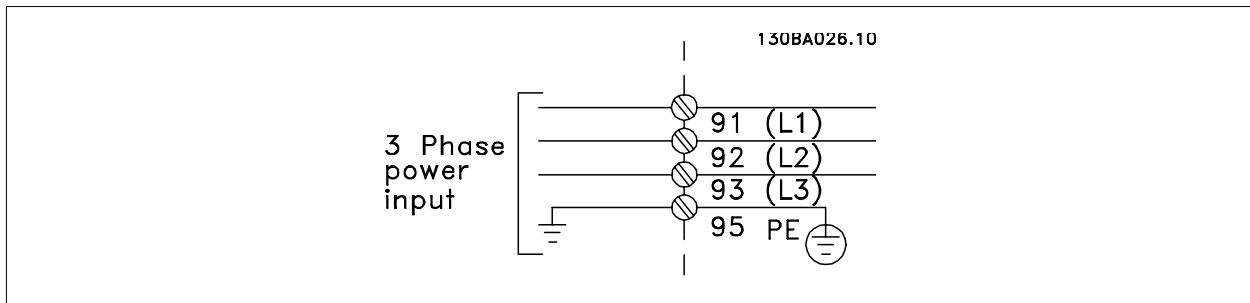 130BA026.10
3 Phase
power
input
91 (L1)
92 (L2)
93 (L3)
95 PE